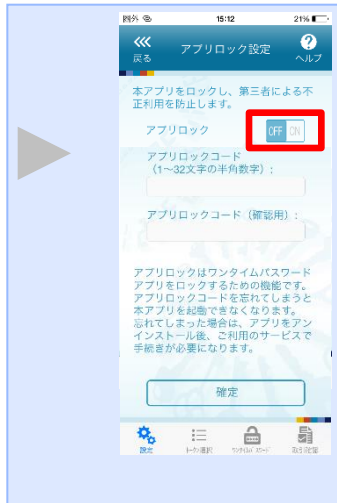 圏外 15:12 21%
戻る アプリロック設定 ? ヘルプ
本アプリをロックし、第三者による不
正利用を防止します。
アプリロック OFF ON
アプリロックコード
(1〜32文字の半角数字):
アプリロックコード(確認用):
アプリロックはワンタイムパスワード
アプリをロックするための機能です。
アプリロックコードを忘れてしまうと
本アプリを起動できなくなります。
忘れてしまった場合は、アプリをアン
インストール後、ご利用のサービスで
手続きが必要になります。
確定
設定 トークン選択 ワンタイムパスワード 取引認証